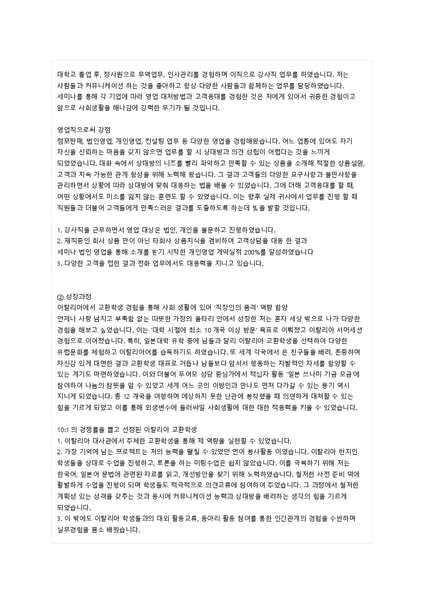 대학교 졸업 후, 정사원으로 무역업무, 인사관리를 경험하며 이직으로 강사직 업무를 하였습니다. 저는
사람들과 커뮤니케이션 하는 것을 좋아하고 항상 다양한 사람들과 함께하는 업무를 담당하였습니다.
세미나를 통해 각 기업에 따라 영업 대처방법과 고객응대를 경험한 것은 저에게 있어서 귀중한 경험이고
앞으로 사회생활을 해나감에 강력한 무기가 될 것입니다.
영업직으로써 강점
점포판매, 법인영업, 개인영업, 컨설팅 업무 등 다양한 영업을 경험해왔습니다. 어느 업종에 있어도 자기
자신을 신뢰하는 마음을 갖지 않으면 업무를 할 시 상대방과 의견 성립이 어렵다는 것을 느끼게
되었었습니다. 대화 속에서 상대방의 니즈를 빨리 파악하고 만족할 수 있는 상품을 소개해 적절한 상품설명,
고객과 지속 가능한 관계 형성을 위해 노력해 왔습니다. 그 결과 고객들의 다양한 요구사항과 불만사항을
관리하면서 상황에 따라 상대방에 맞춰 대응하는 법을 배울 수 있었습니다. 그에 더해 고객응대를 할 때,
어떤 상황에서도 미소를 잃지 않는 훈련도 할 수 있었습니다. 이는 향후 실제 귀사에서 업무를 진행 할 때
직원들과 더불어 고객들에게 만족스러운 결과를 도출하도록 하는데 빛을 발할 것입니다.
1. 강사직을 근무하면서 영업 대상은 법인, 개인을 불문하고 진행하였습니다.
2. 재직중인 회사 상품 만이 아닌 타회사 상품지식을 겸비하여 고객상담을 대응 한 결과
세미나 법인 영업을 통해 소개를 받기 시작한 개인영업 계약실적 200%를 달성하였습니다
3. 다양한 고객을 접한 결과 전화 업무에서도 대응력을 지니고 있습니다.
② 성장과정
이탈리아에서 교환학생 경험을 통해 사회 생활에 있어 '직장인의 품격' 역량 함양
언제나 사랑 넘치고 부족함 없는 따뜻한 가정의 울타리 안에서 성장한 저는 혼자 세상 밖으로 나가 다양한
경험을 해보고 싶었습니다. 이는 '대학 시절에 최소 10개국 이상 방문' 목표로 이뤄졌고 이탈리아 서머세션
경험으로 이어졌습니다. 특히, 일본대학 유학 중에 남들과 달리 이탈리아 교환학생을 선택하여 다양한
유럽문화를 체험하고 이탈리아어를 습득하기도 하였습니다. 또 세계 각국에서 온 친구들을 배려, 존중하며
자신감 있게 대면한 결과 교환학생 대표로 거듭나 남들보다 앞서서 행동하는 자발적인 자세를 함양할 수
있는 계기도 마련하였습니다. 이와 더불어 두어모 성당 중심가에서 적십자 활동 '일본 쓰나미 기금 모금'에
참여하여 나눔의 참뜻을 알 수 있었고 세계 어느 곳의 이방인과 만나도 먼저 다가갈 수 있는 용기 역시
지니게 되었습니다. 총 12 개국을 여행하며 예상하지 못한 난관에 봉착했을 때 의연하게 대처할 수 있는
힘을 기르게 되었고 이를 통해 외생변수에 둘러싸일 사회생활에 대한 대한 적응력을 키울 수 있었습니다.
10:1 의 경쟁률을 뚫고 선정된 이탈리아 교환학생
1. 이탈리아 대사관에서 주체한 교환학생을 통해 제 역량을 실현할 수 있었습니다.
2. 가장 기억에 남는 프로젝트는 저의 능력을 펼칠 수 있었던 언어 봉사활동 이였습니다. 이탈리아 현지인
학생들을 상대로 수업을 진행하고, 토론을 하는 미팅수업은 쉽지 않았습니다. 이를 극복하기 위해 저는
한국어, 일본어 문법에 관련된 자료를 읽고, 개선방안을 찾기 위해 노력하였습니다. 철저한 사전 준비 덕에
활발하게 수업을 진행이 되며 학생들도 적극적으로 의견교류에 참여하여 주었습니다. 그 과정에서 철저한
계획성 있는 성격을 갖추는 것과 동시에 커뮤니케이션 능력과 상대방을 배려하는 생각의 힘을 기르게
되었습니다.
3. 이 밖에도 이탈리아 학생들과의 대외 활동교류, 동아리 활동 참여를 통한 인간관계의 경험을 수반하며
실무경험을 몸소 배웠습니다.